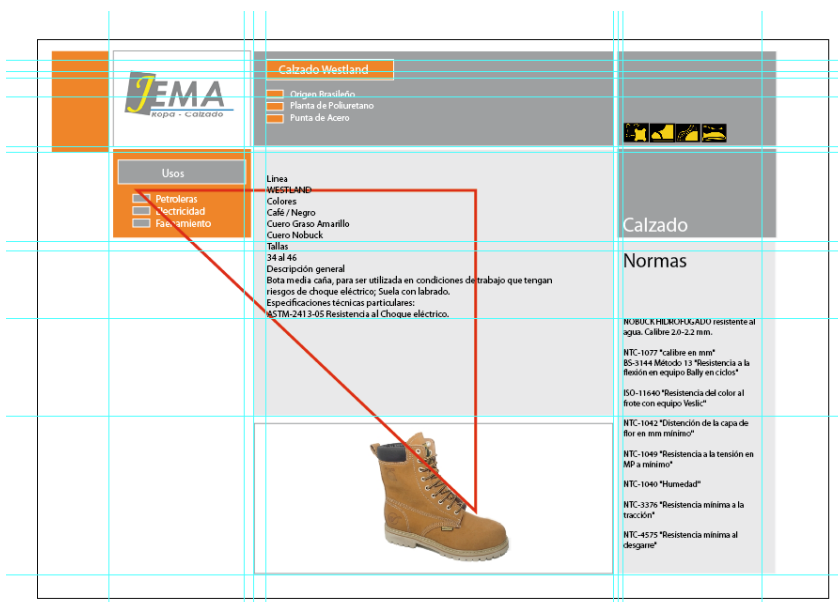 JEMA
Ropa - Calzado
Calzado Westland
Origen Brasileño
Planta de Poliuretano
Punta de Acero
Usos
Petroleras
Electricidad
Faenamiento
Linea
WESTLAND
Colores
Café / Negro
Cuero Graso Amarillo
Cuero Nobuck
Tallas
34 al 46
Descripción general
Bota media caña, para ser utilizada en condiciones de trabajo que tengan
riesgos de choque eléctrico; Suela con labrado.
Especificaciones técnicas particulares:
ASTM-2413-05 Resistencia al Choque eléctrico.
Calzado
Normas
NOBUCK HIDROFUGADO resistente al
agua. Calibre 2.0-2.2 mm.
NTC-1077 "calibre en mm"
BS-3144 Método 13 "Resistencia a la
flexión en equipo Bally en ciclos"
ISO-11640 "Resistencia del color al
frote con equipo Veslic"
NTC-1042 "Distención de la capa de
flor en mm mínimo"
NTC-1049 "Resistencia a la tensión en
MP a mínimo"
NTC-1040 "Humedad"
NTC-3376 "Resistencia mínima a la
tracción"
NTC-4575 "Resistencia mínima al
desgarre"